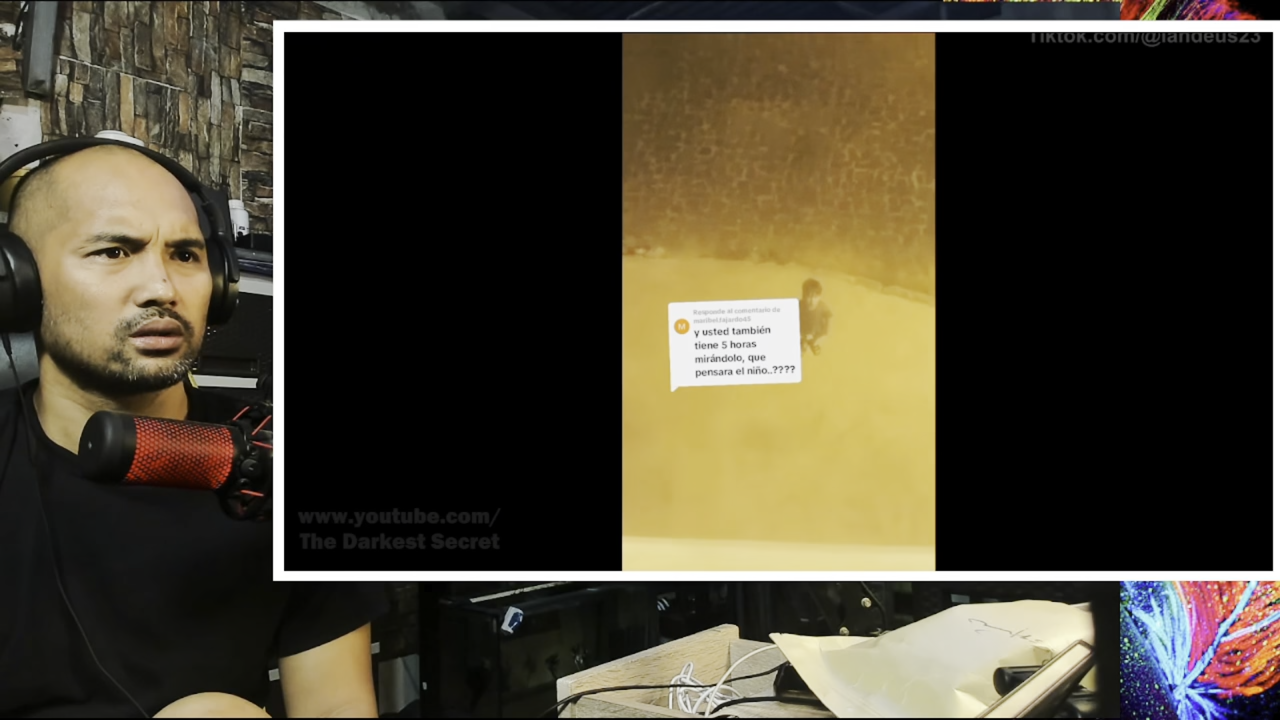 Tiktok.com/@landeus23
Responde al comentario de
M
y usted también
tiene 5 horas
mirándolo, que
pensara el niño..????
www.youtube.com/
The Darkest Secret